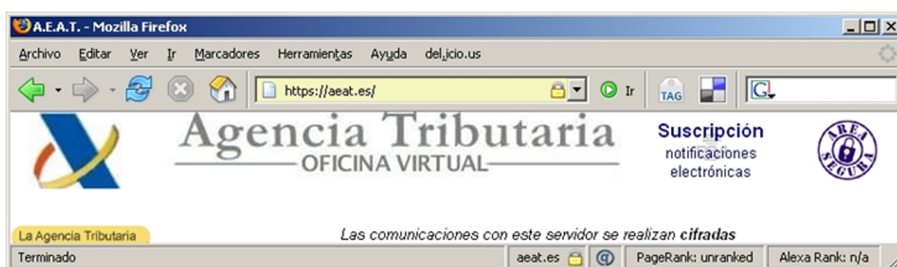 A.E.A.T. - Mozilla Firefox
Archivo Editar Ver Ir Marcadores Herramientas Ayuda del.icio.us
https://aeat.es/ Ir TAG G
Agencia Tributaria
OFICINA VIRTUAL
Suscripción
notificaciones
electrónicas
AREA
SEGURA
La Agencia Tributaria
Las comunicaciones con este servidor se realizan cifradas
Terminado aeat.es @ PageRank: unranked Alexa Rank: n/a